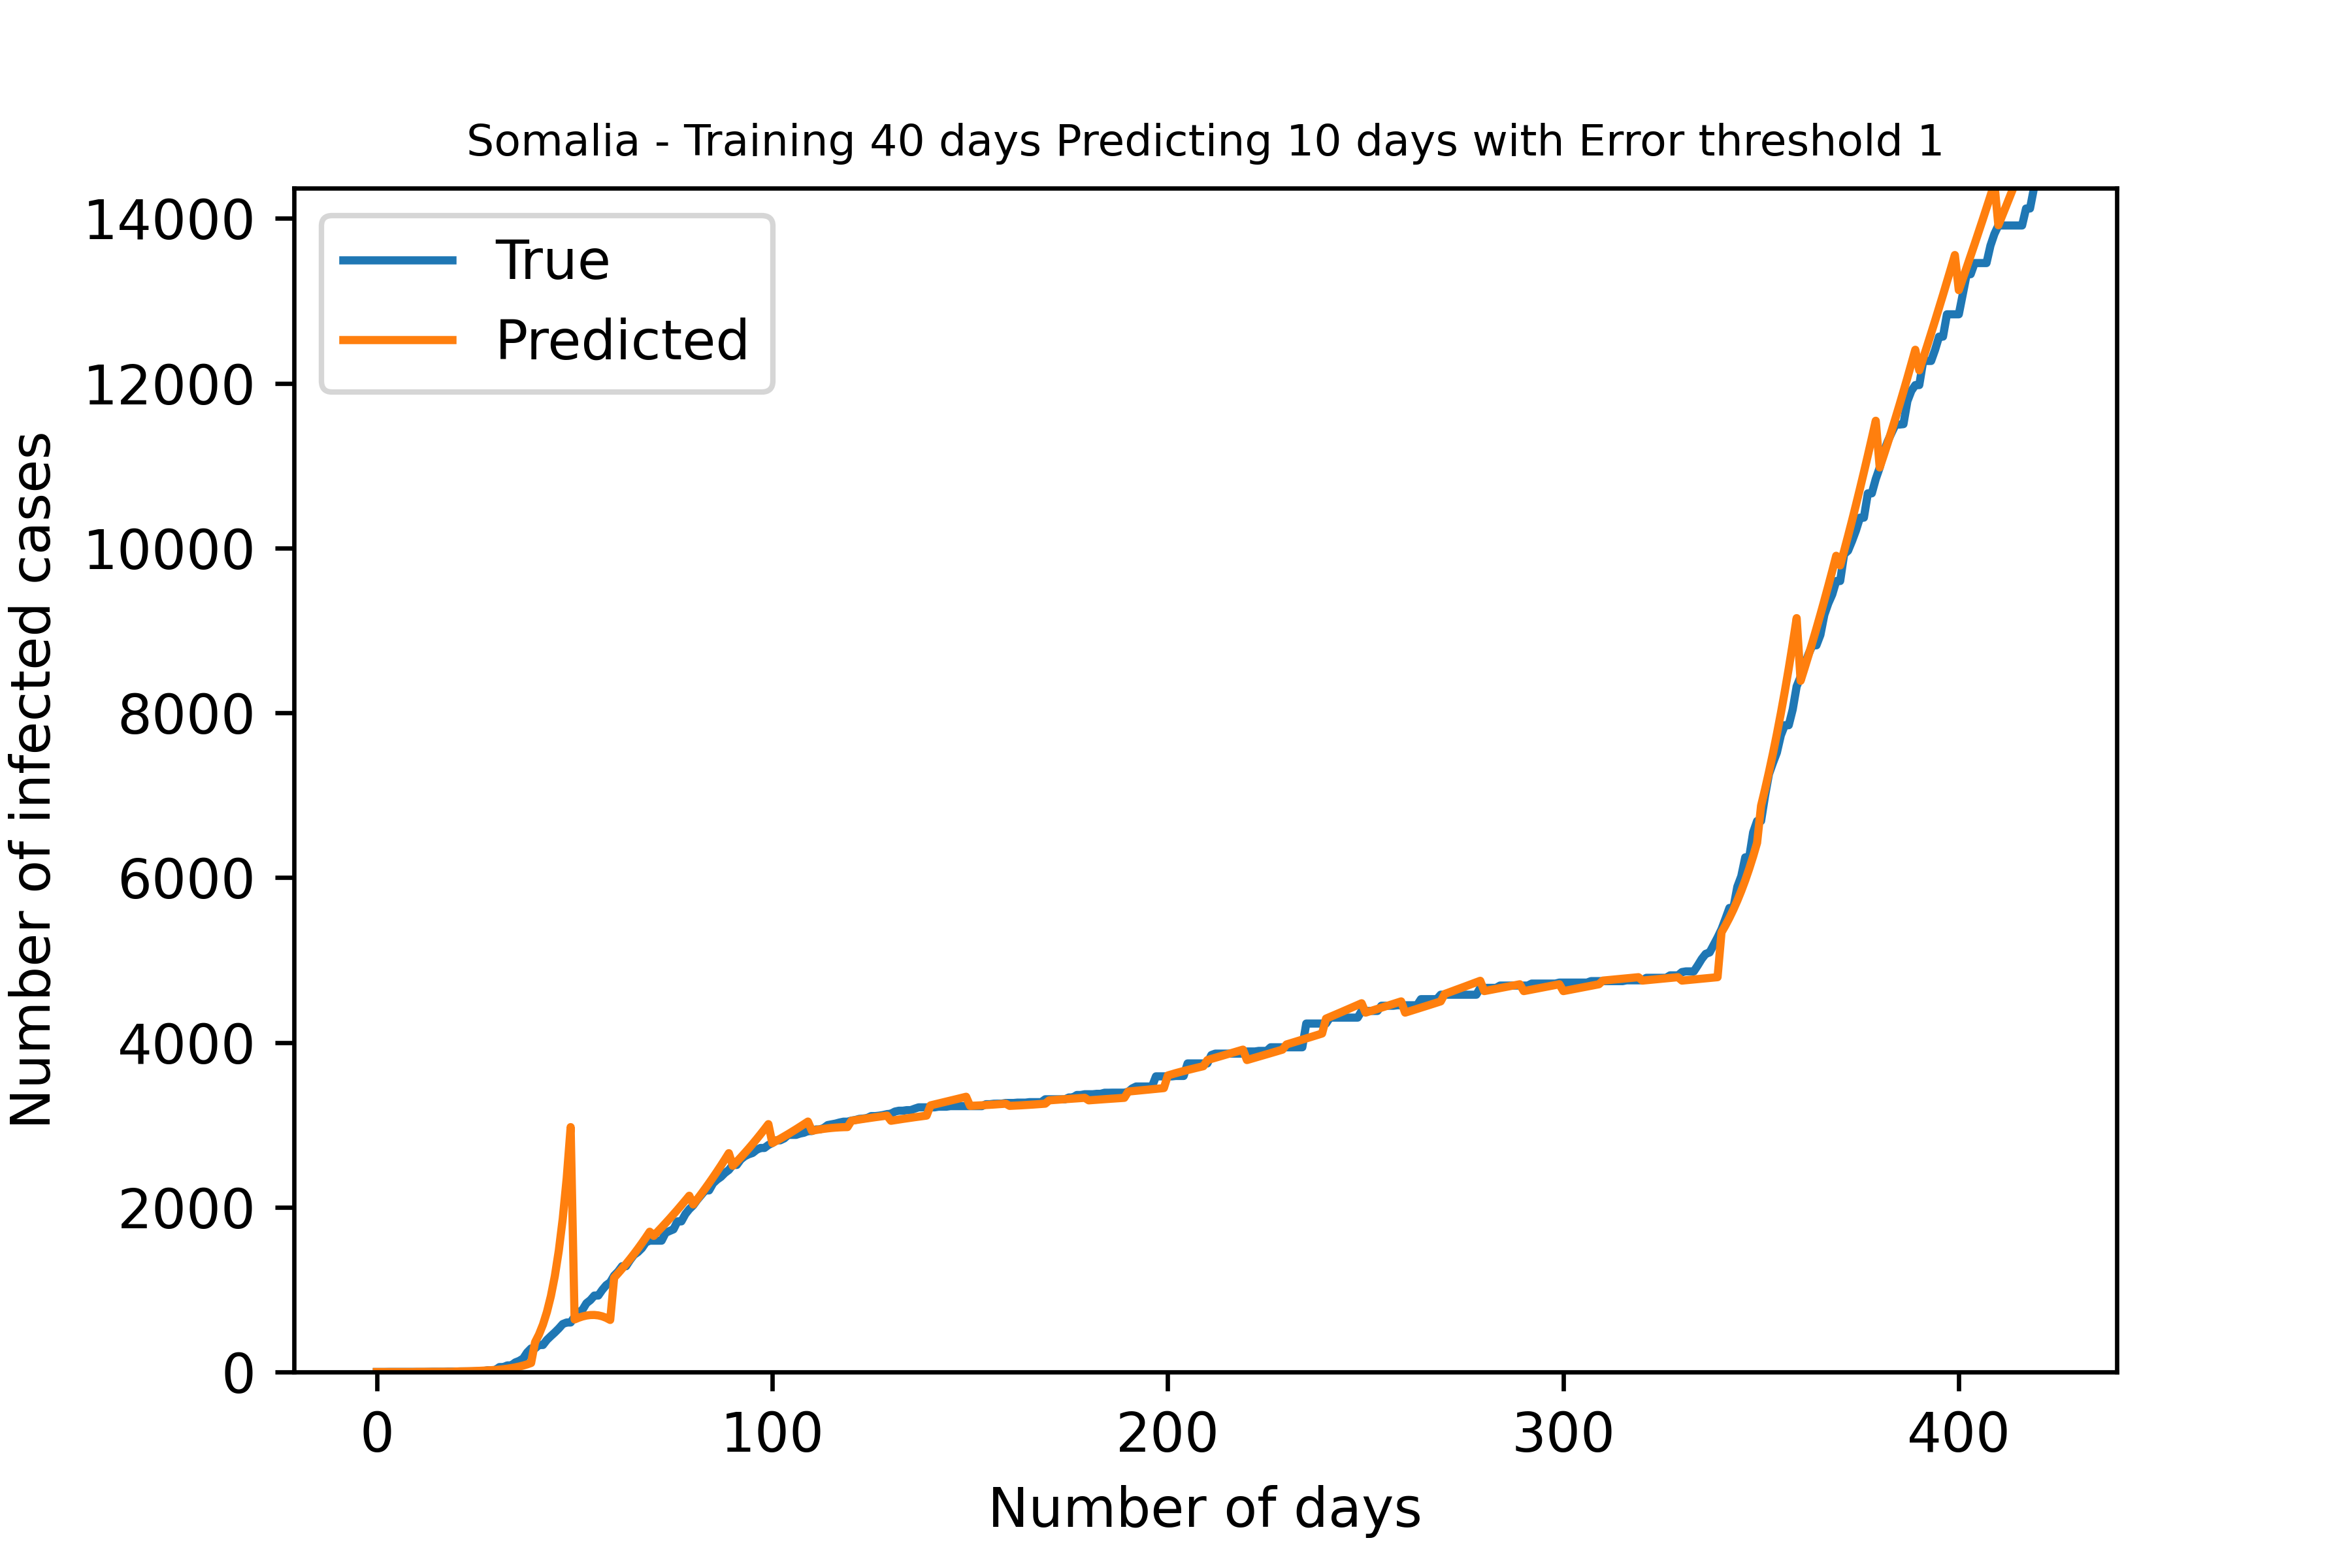 Somalia - Training 40 days Predicting 10 days with Error threshold 1
14000
12000
10000
8000
6000
4000
2000
0
True
Predicted
Number of infected cases
0 100 200 300 400
Number of days